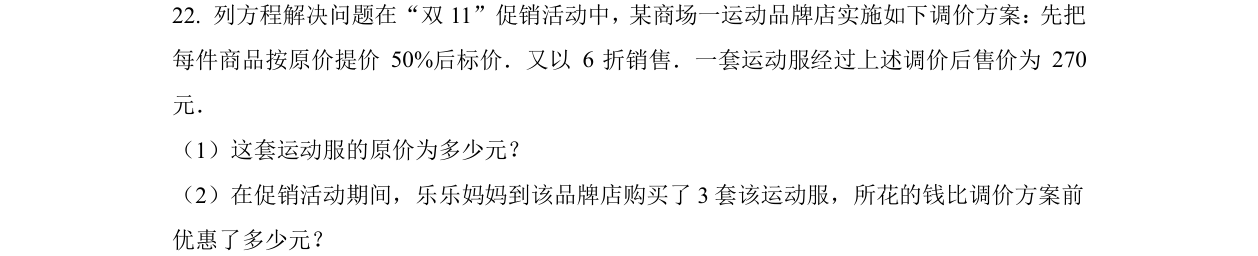 22. 列方程解决问题在“双 11”促销活动中，某商场一运动品牌店实施如下调价方案：先把
每件商品按原价提价 50%后标价．又以 6 折销售．一套运动服经过上述调价后售价为 270
元．
（1）这套运动服的原价为多少元？
（2）在促销活动期间，乐乐妈妈到该品牌店购买了 3 套该运动服，所花的钱比调价方案前
优惠了多少元？